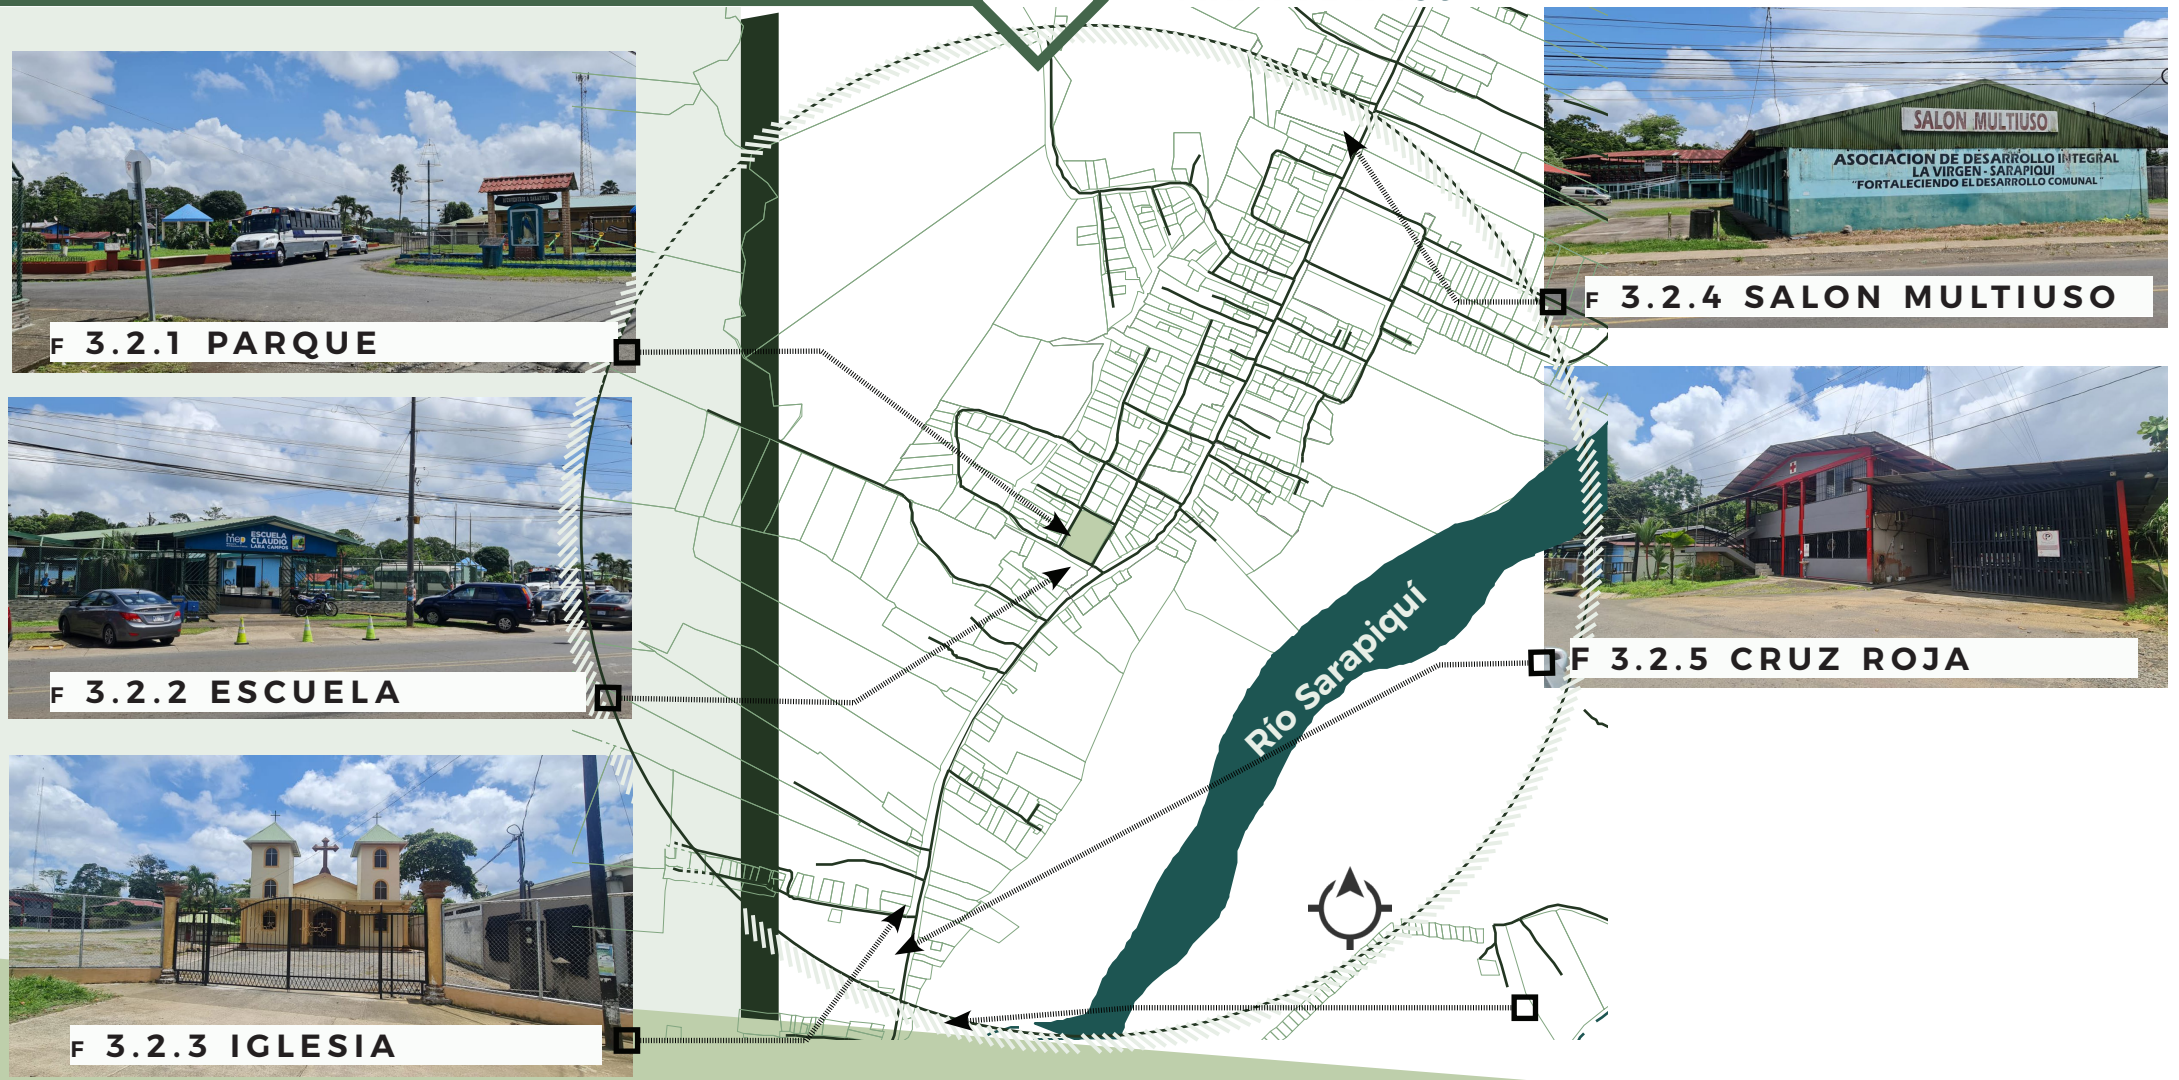 F 3.2.1 PARQUE
mep
ESCUELA
CLAUDIO
LARA CAMPOS
F 3.2.2 ESCUELA
F 3.2.3 IGLESIA
Río Sarapiquí
SALON MULTIUSO
ASOCIACION DE DESARROLLO INTEGRAL
LA VIRGEN - SARAPIQUI
"FORTALECIENDO EL DESARROLLO COMUNAL"
F 3.2.4 SALON MULTIUSO
F 3.2.5 CRUZ ROJA